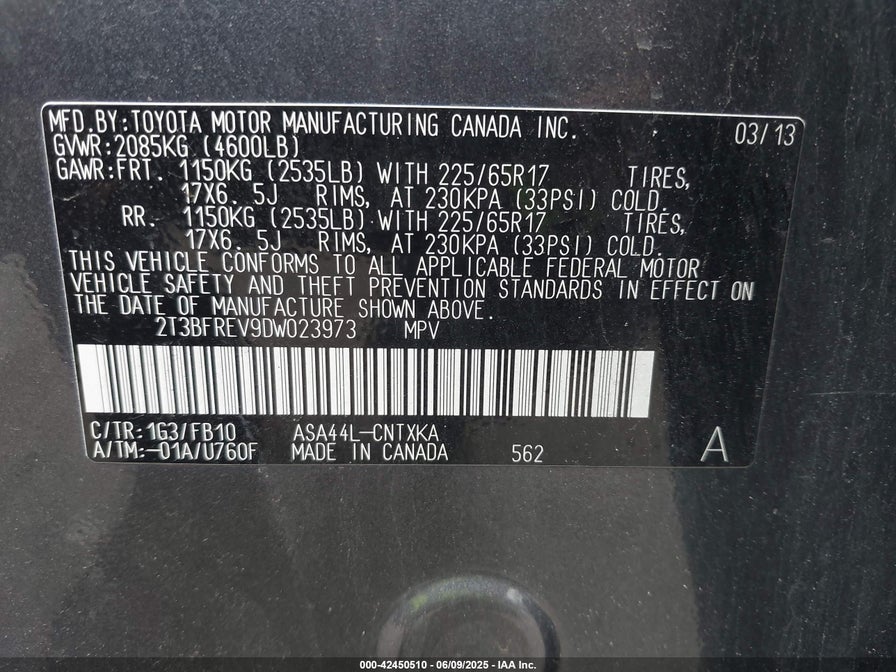 MFD.BY:TOYOTA MOTOR MANUFACTURING CANADA INC. 03/13
GVWR:2085KG (4600LB)
GAWR:FRT. 1150KG (2535LB) WITH 225/65R17 TIRES,
17X6. 5J RIMS, AT 230KPA (33PSI) COLD.
RR. 1150KG (2535LB) WITH 225/65R17 TIRES,
17X6. 5J RIMS, AT 230KPA (33PSI) COLD.
THIS VEHICLE CONFORMS TO ALL APPLICABLE FEDERAL MOTOR
VEHICLE SAFETY AND THEFT PREVENTION STANDARDS IN EFFECT ON
THE DATE OF MANUFACTURE SHOWN ABOVE.
2T3BFREV9DW023973 MPV
C/TR:1G3/FB10 ASA44L-CNTXKA
A/TM:-01A/U760F MADE IN CANADA 562 A
000-42450510 - 06/09/2025 - IAA Inc.